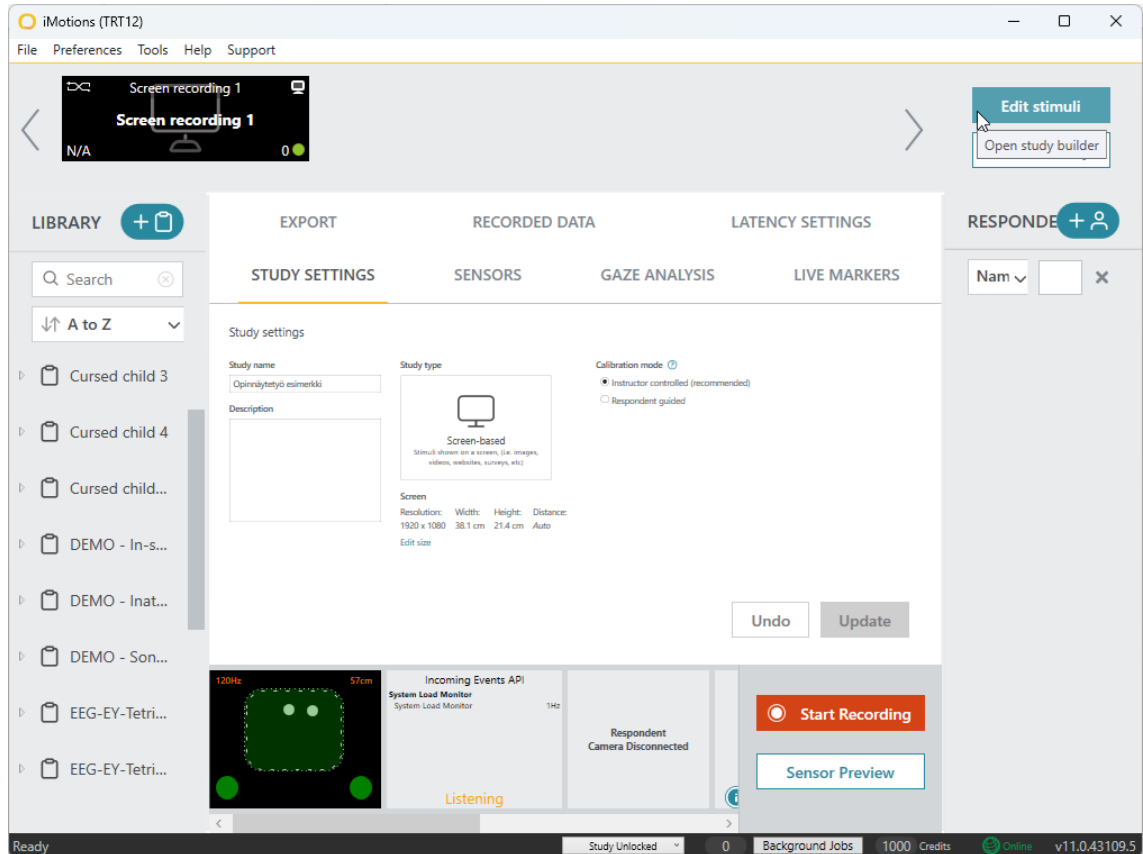 iMotions (TRT12)
File Preferences Tools Help Support
Screen recording 1
Screen recording 1
N/A 0
Edit stimuli
Open study builder
LIBRARY
Search
A to Z
Cursed child 3
Cursed child 4
Cursed child...
DEMO - In-s...
DEMO - Inat...
DEMO - Son...
EEG-EY-Tetri...
EEG-EY-Tetri...
EXPORT RECORDED DATA LATENCY SETTINGS
STUDY SETTINGS SENSORS GAZE ANALYSIS LIVE MARKERS
Study settings
Study name
Opinnäytetyö esimerkki
Description
Study type
Screen-based
Stimuli shown on a screen, (i.e. images,
videos, websites, surveys, etc)
Screen
Resolution: Width: Height: Distance:
1920 x 1080 38.1 cm 21.4 cm Auto
Edit size
Calibration mode ?
Instructor controlled (recommended)
Respondent guided
Undo Update
RESPONDE
Nam
120Hz 57cm
Incoming Events API
System Load Monitor
System Load Monitor 1Hz
Listening
Respondent
Camera Disconnected
i
Start Recording
Sensor Preview
Ready Study Unlocked 0 Background Jobs 1000 Credits Online v11.0.43109.5